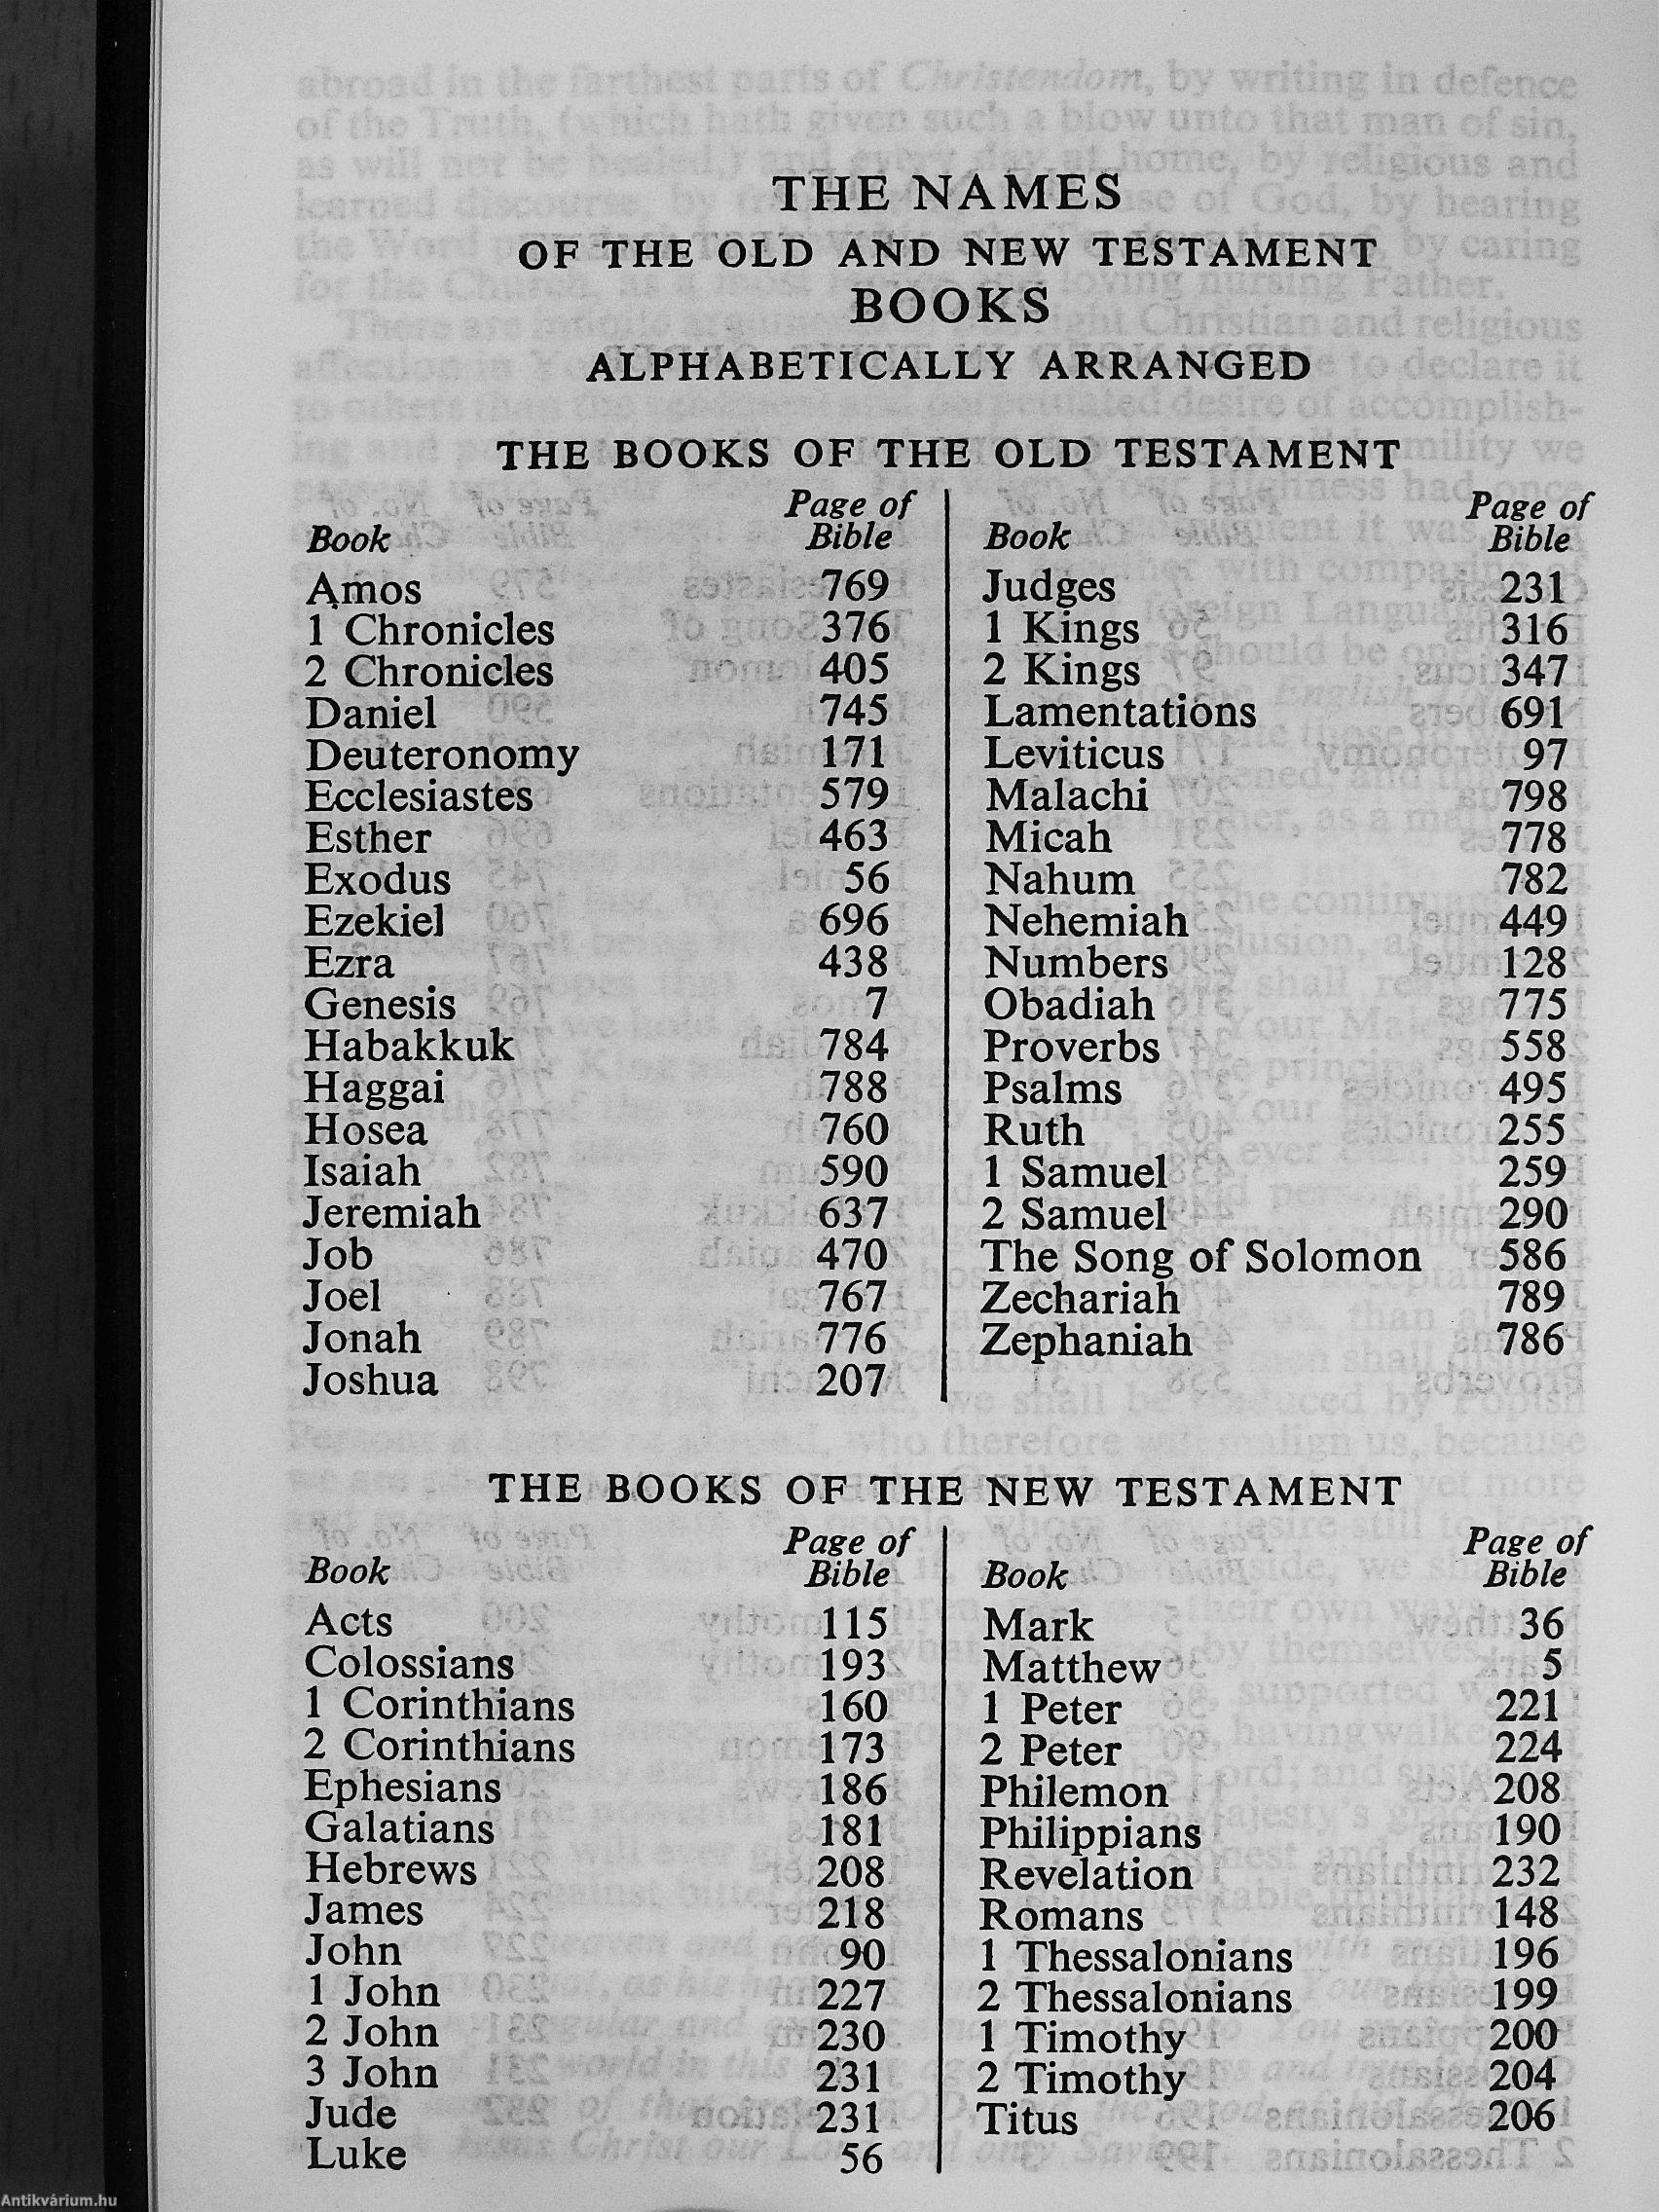 THE NAMES
OF THE OLD AND NEW TESTAMENT
BOOKS
ALPHABETICALLY ARRANGED
THE BOOKS OF THE OLD TESTAMENT
Book Page of Bible
Amos 769
1 Chronicles 376
2 Chronicles 405
Daniel 745
Deuteronomy 171
Ecclesiastes 579
Esther 463
Exodus 56
Ezekiel 696
Ezra 438
Genesis 7
Habakkuk 784
Haggai 788
Hosea 760
Isaiah 590
Jeremiah 637
Job 470
Joel 767
Jonah 776
Joshua 207
Book Page of Bible
Judges 231
1 Kings 316
2 Kings 347
Lamentations 691
Leviticus 97
Malachi 798
Micah 778
Nahum 782
Nehemiah 449
Numbers 128
Obadiah 775
Proverbs 558
Psalms 495
Ruth 255
1 Samuel 259
2 Samuel 290
The Song of Solomon 586
Zechariah 789
Zephaniah 786
THE BOOKS OF THE NEW TESTAMENT
Book Page of Bible
Acts 115
Colossians 193
1 Corinthians 160
2 Corinthians 173
Ephesians 186
Galatians 181
Hebrews 208
James 218
John 90
1 John 227
2 John 230
3 John 231
Jude 231
Luke 56
Book Page of Bible
Mark 36
Matthew 5
1 Peter 221
2 Peter 224
Philemon 208
Philippians 190
Revelation 232
Romans 148
1 Thessalonians 196
2 Thessalonians 199
1 Timothy 200
2 Timothy 204
Titus 206
Antikvárium.hu